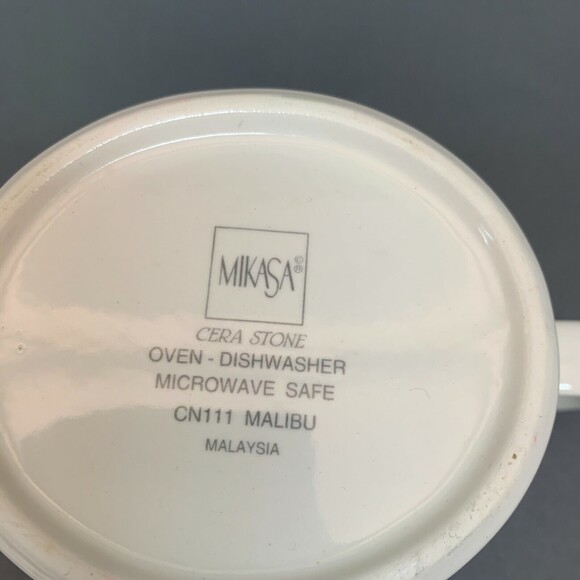 MIKASA©®
CERA STONE
OVEN - DISHWASHER
MICROWAVE SAFE
CN111 MALIBU
MALAYSIA